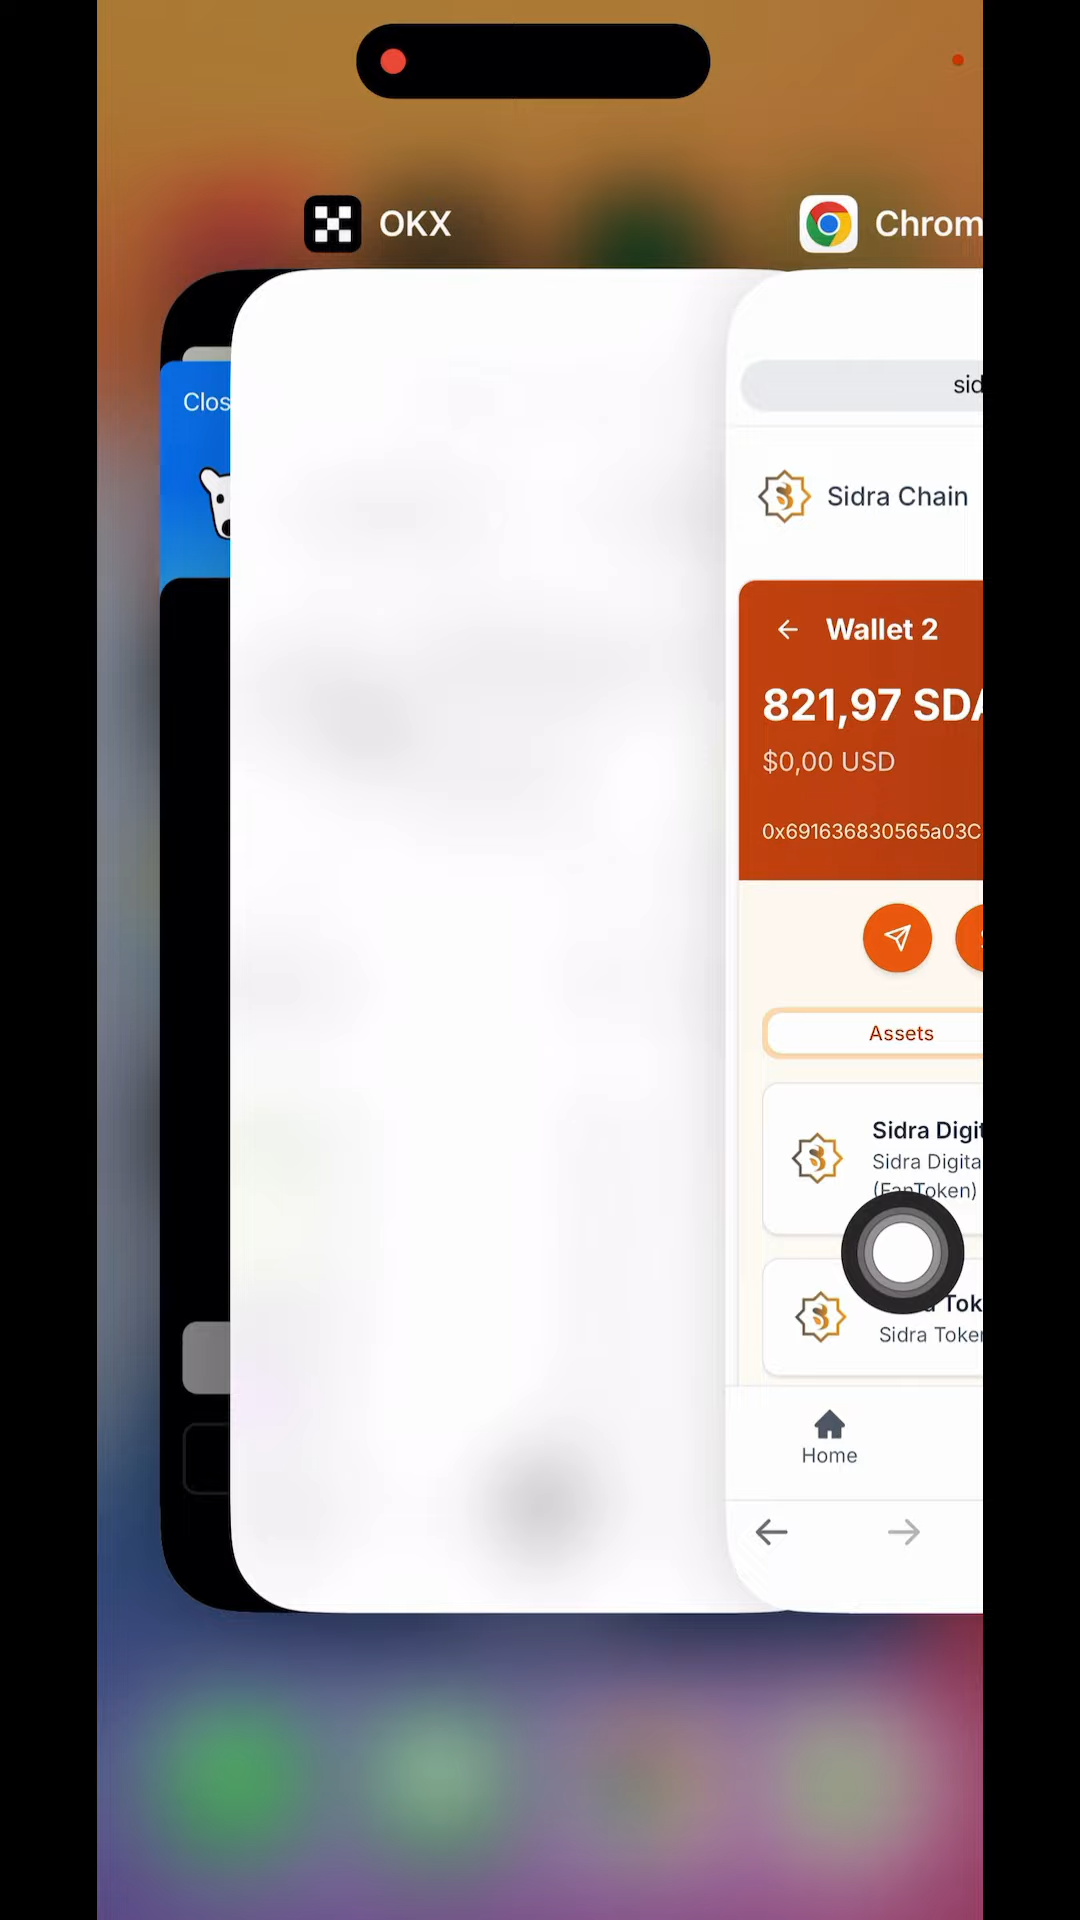 OKX
Chrom
Clos
sid
Sidra Chain
Wallet 2
821,97 SDA
$0,00 USD
0x691636830565a03C
Assets
Sidra Digit
Sidra Digita
(FanToken)
Tok
Sidra Token
Home